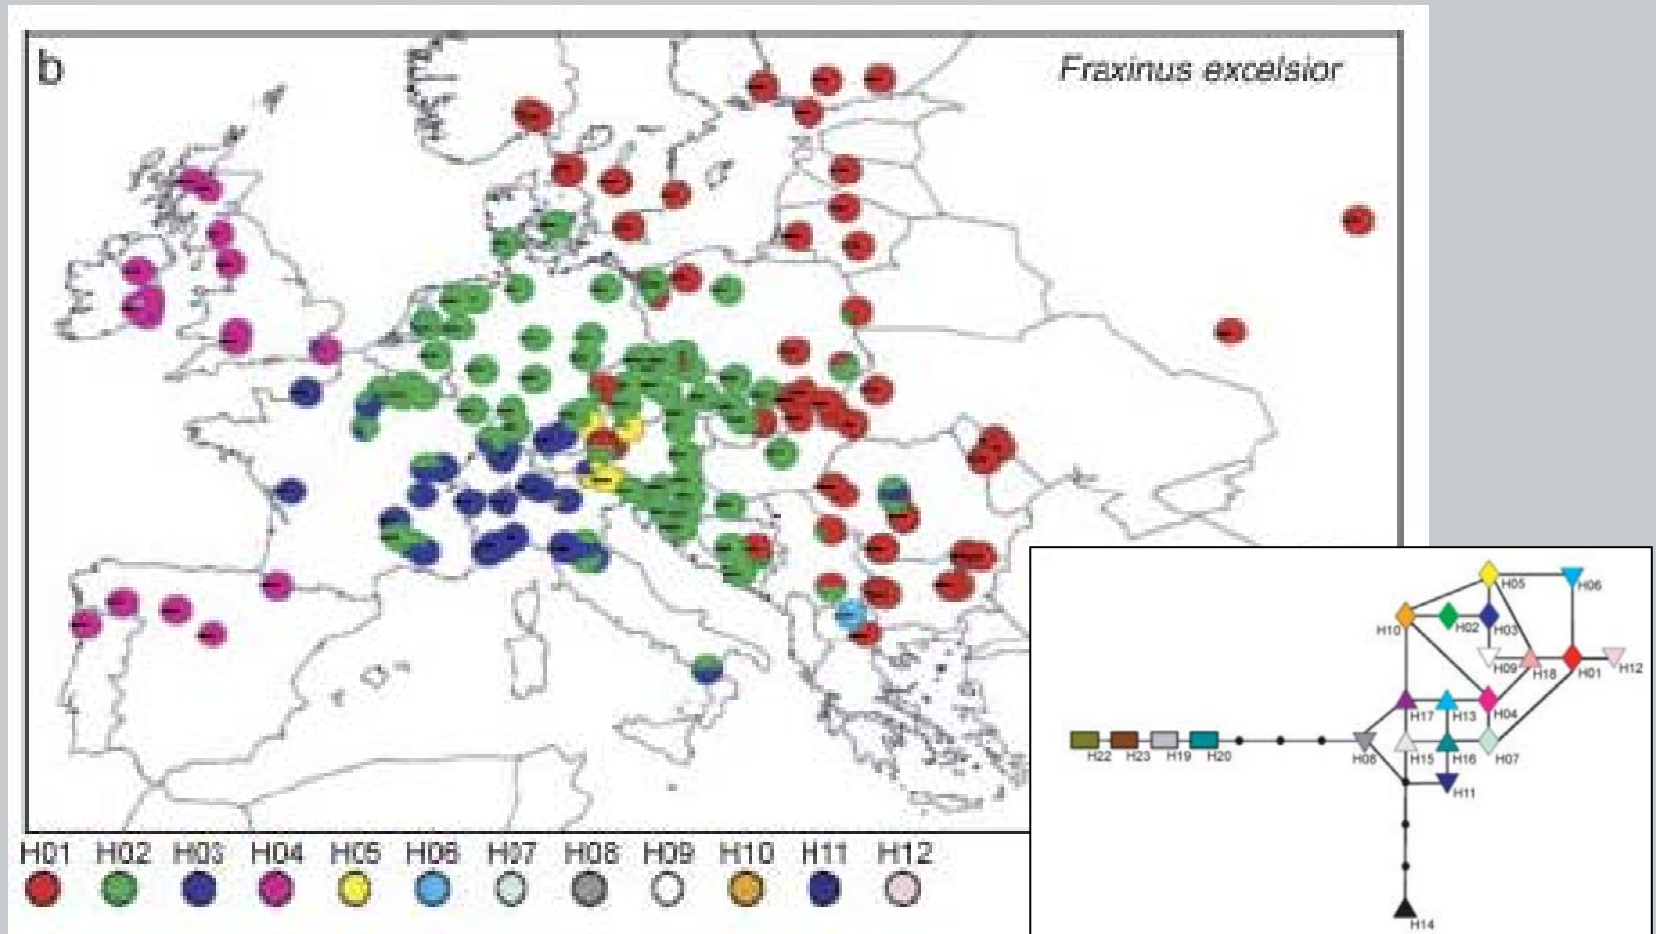 b
Fraxinus excelsior
H01 H02 H03 H04 H05 H06 H07 H08 H09 H10 H11 H12
H05 H06
H10 H02 H03
H09 H18 H01 H12
H17 H13 H04
H22 H23 H19 H20 H08 H15 H16 H07
H11
H14